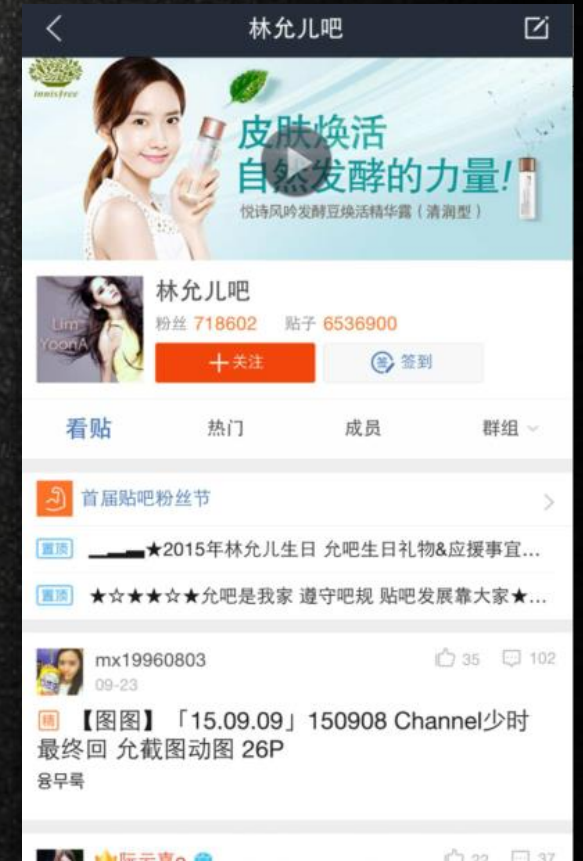 林允儿吧
innisfree
皮肤焕活
自然发酵的力量!
悦诗风吟发酵豆焕活精华露（清润型）
Lim
YoonA
林允儿吧
粉丝 718602 贴子 6536900
+关注
签 签到
看贴 热门 成员 群组
首届贴吧粉丝节
置顶 ▁▂▃★2015年林允儿生日 允吧生日礼物&应援事宜...
置顶 ★☆★★☆★允吧是我家 遵守吧规 贴吧发展靠大家★...
mx19960803 35 102
09-23
精 【图图】「15.09.09」150908 Channel少时
最终回 允截图动图 26P
융무룩
22 37